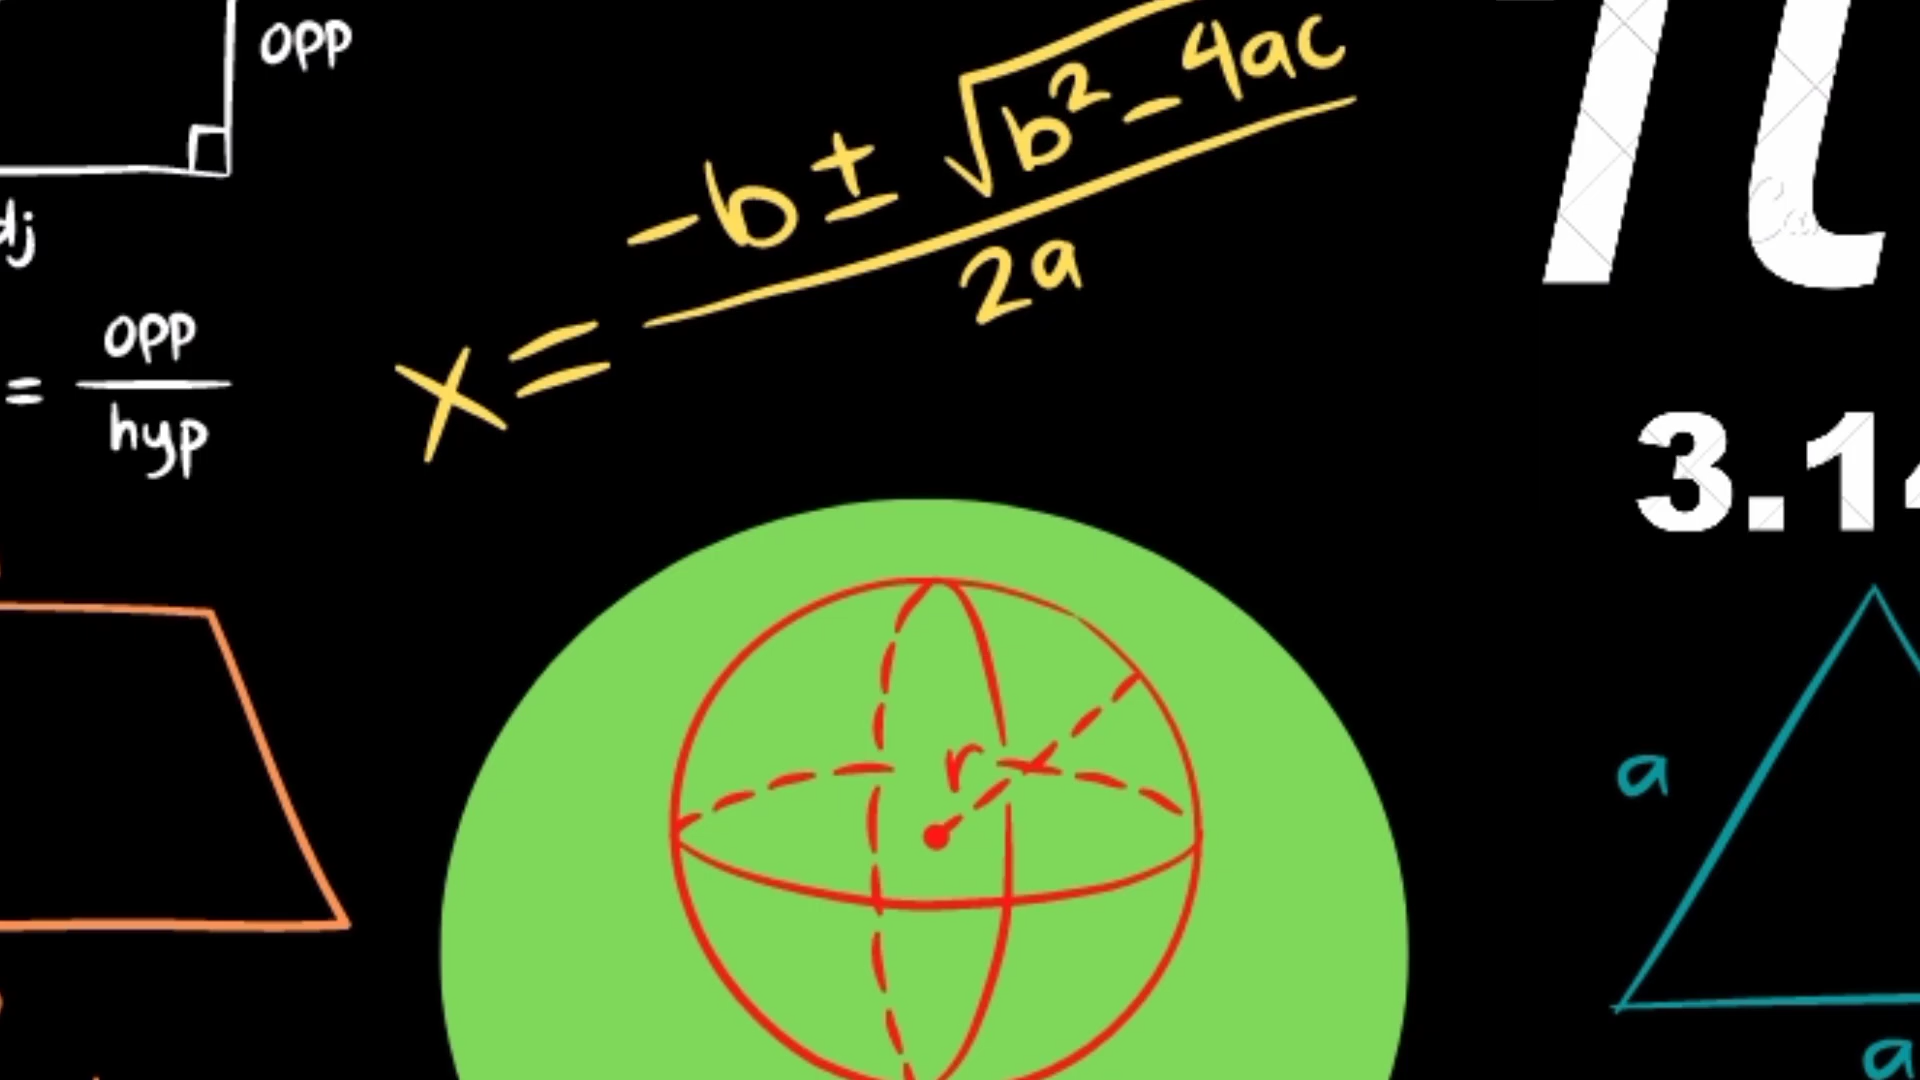 opp
x = -b ± √b² - 4ac / 2a
dj
= opp / hyp
π
3.14
r
a
a